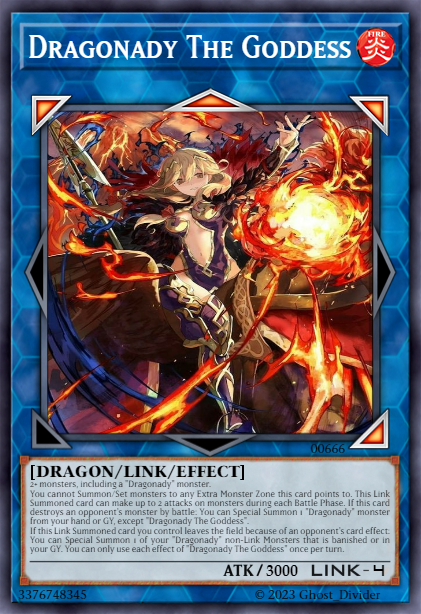 Dragonady The Goddess
FIRE
炎
00666
[DRAGON/LINK/EFFECT]
2+ monsters, including a "Dragonady" monster.
You cannot Summon/Set monsters to any Extra Monster Zone this card points to. This Link
Summoned card can make up to 2 attacks on monsters during each Battle Phase. If this card
destroys an opponent's monster by battle: You can Special Summon 1 "Dragonady" monster
from your hand or GY, except "Dragonady The Goddess".
If this Link Summoned card you control leaves the field because of an opponent's card effect:
You can Special Summon 1 of your "Dragonady" non-Link Monsters that is banished or in
your GY. You can only use each effect of "Dragonady The Goddess" once per turn.
ATK/3000 LINK-4
3376748345 © 2023 Ghost_Divider